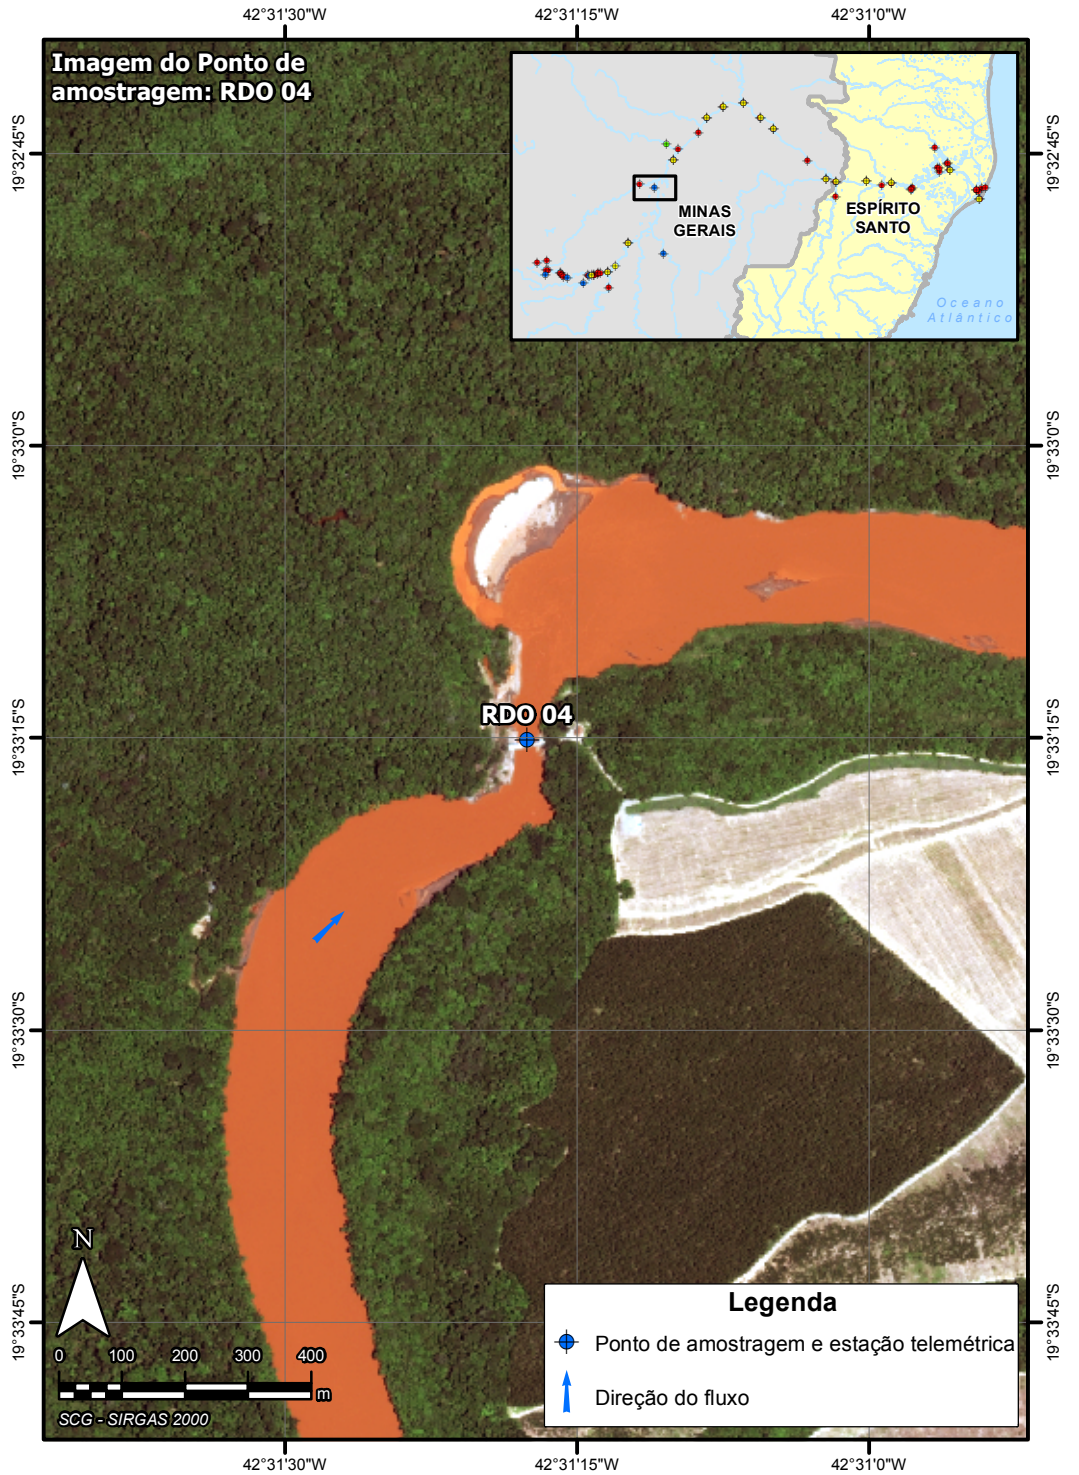 42°31'30"W
42°31'15"W
42°31'0"W
Imagem do Ponto de
amostragem: RDO 04
MINAS
GERAIS
ESPÍRITO
SANTO
Oceano
Atlântico
19°32'45"S
19°32'45"S
19°33'0"S
19°33'0"S
RDO 04
19°33'15"S
19°33'15"S
19°33'30"S
19°33'30"S
19°33'45"S
19°33'45"S
N
0 100 200 300 400
m
SCG - SIRGAS 2000
Legenda
Ponto de amostragem e estação telemétrica
Direção do fluxo
42°31'30"W
42°31'15"W
42°31'0"W